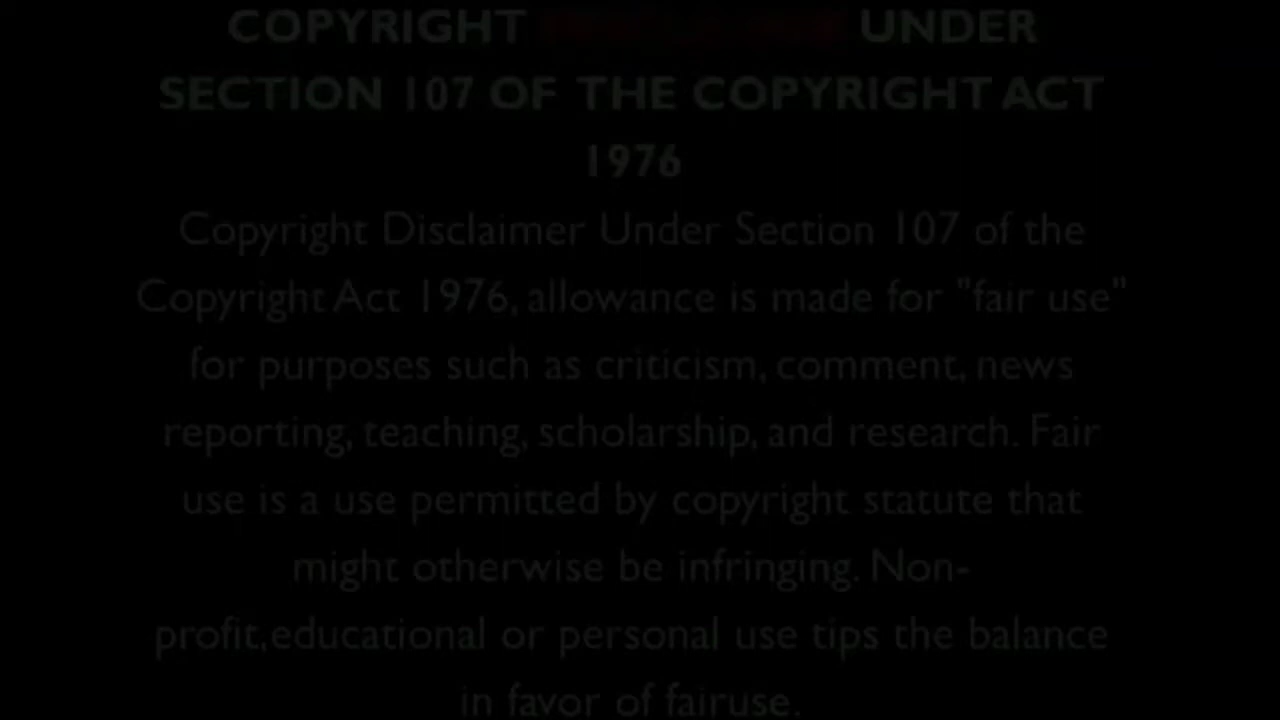 COPYRIGHT UNDER
SECTION 107 OF THE COPYRIGHT ACT
1976
Copyright Disclaimer Under Section 107 of the
Copyright Act 1976, allowance is made for "fair use"
for purposes such as criticism, comment, news
reporting, teaching, scholarship, and research. Fair
use is a use permitted by copyright statute that
might otherwise be infringing. Non-
profit,educational or personal use tips the balance
in favor of fairuse.